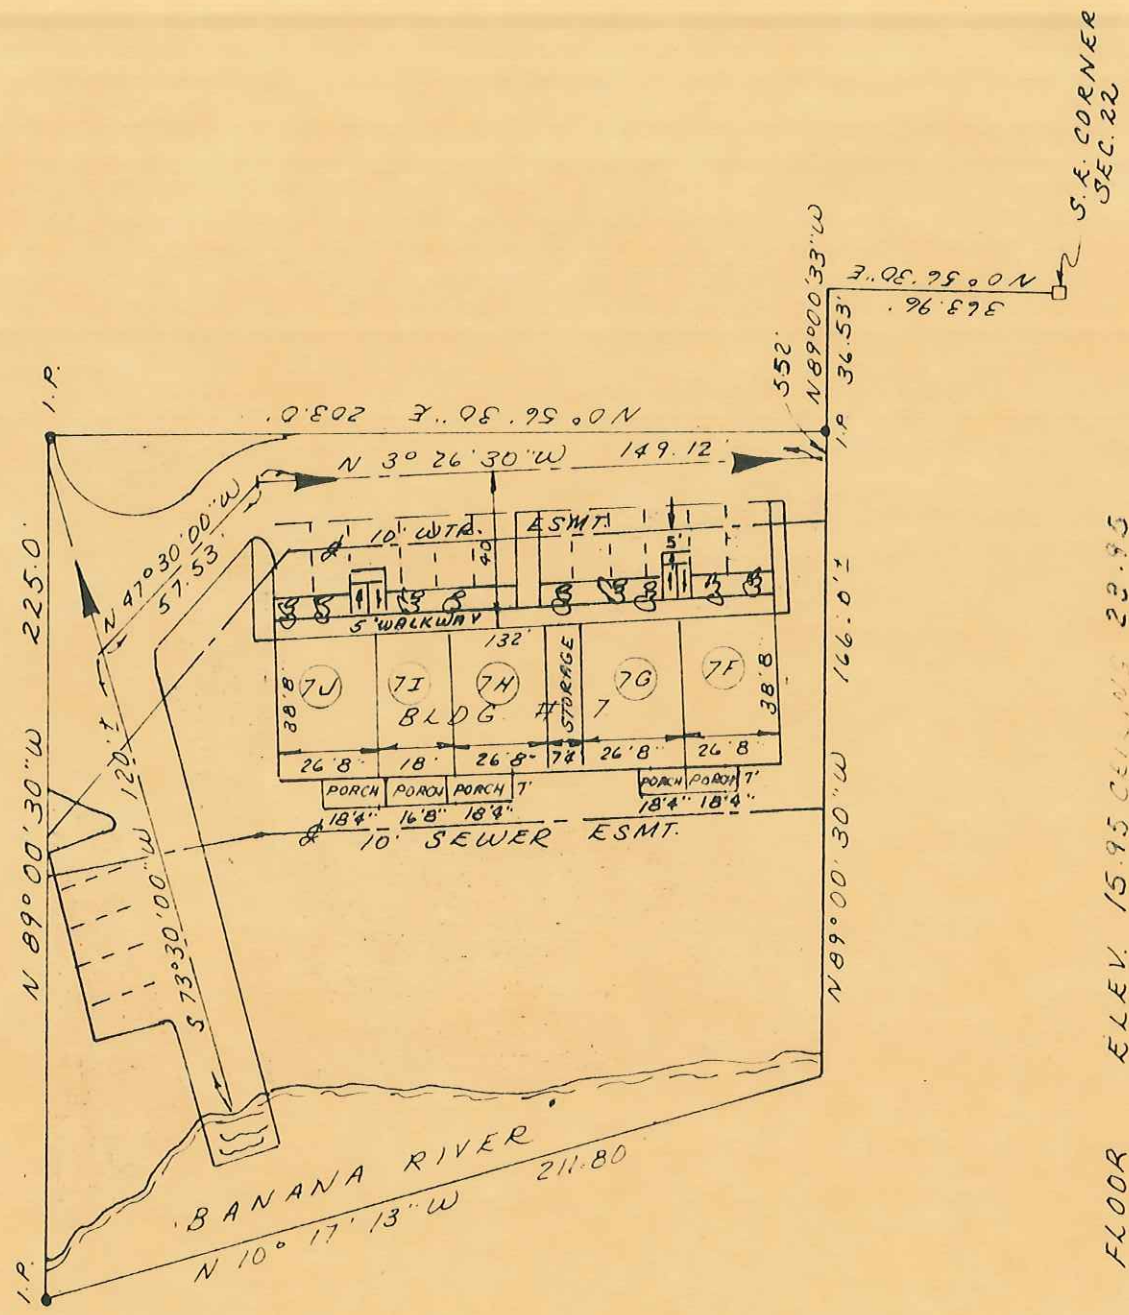 S.E. CORNER
SEC. 22
N 0° 56' 30" E
363.96'
N 89° 00' 33" W
36.53'
I.P.
5.52'
I.P.
N 0° 56' 30" E 203.0'
N 3° 26' 30" W 149.12'
N 47° 30' 00" W
57.53'
N 89° 00' 30" W 225.0'
10' WTR. ESMT.
40'
5'
5' WALKWAY
132'
7J
7I
7H
STORAGE
7G
7F
38'8"
38'8"
BLDG # 7
26'8"
18'
26'8"
7'4"
26'8"
26'8"
PORCH
PORCH
PORCH
7'
PORCH
PORCH
7'
18'4"
16'8"
18'4"
18'4"
18'4"
10' SEWER ESMT.
S 73° 30' 00" W 120'±
N 89° 00' 30" W 166.0'±
BANANA RIVER
N 10° 17' 13" W 211.80
I.P.
FLOOR ELEV. 15.95 CEILING 23.95